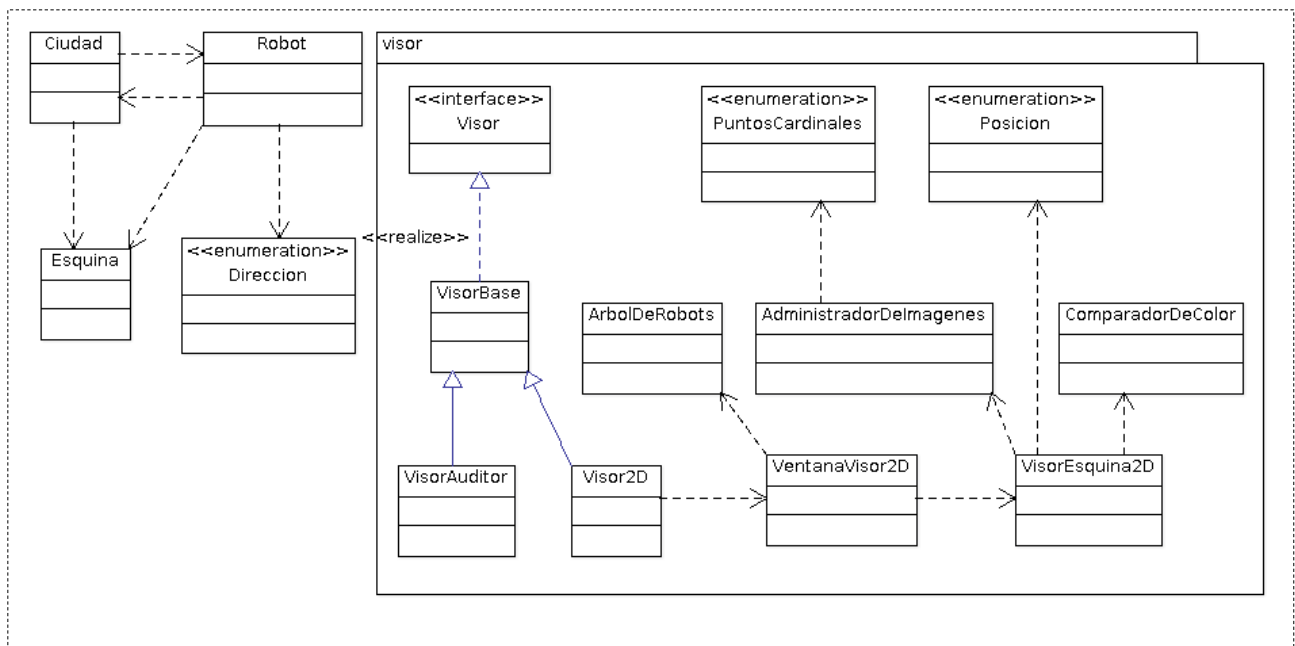 Ciudad
Robot
visor
<<interface>>
Visor
<<enumeration>>
PuntosCardinales
<<enumeration>>
Posicion
Esquina
<<enumeration>>
Direccion
<<realize>>
VisorBase
ArbolDeRobots
AdministradorDeImagenes
ComparadorDeColor
VisorAuditor
Visor2D
VentanaVisor2D
VisorEsquina2D